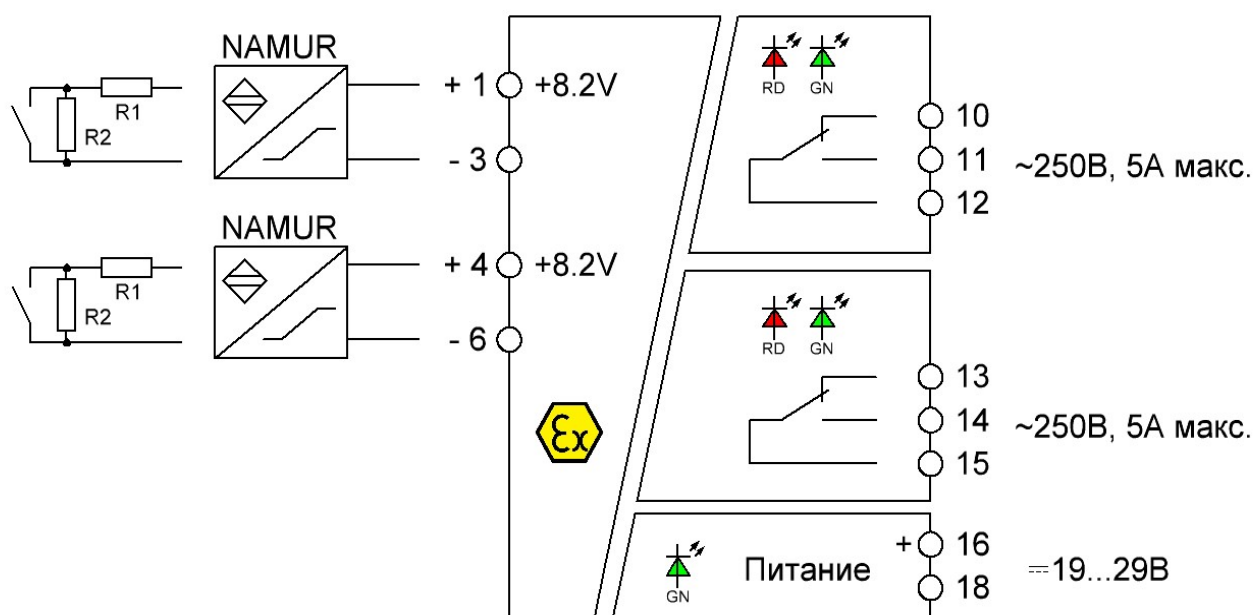 NAMUR
R1
R2
+ 1
+8.2V
- 3
NAMUR
R1
R2
+ 4
+8.2V
- 6
Ex
RD GN
10
11
12
~250В, 5А макс.
RD GN
13
14
15
~250В, 5А макс.
GN
Питание
+
16
18
⎓19...29В